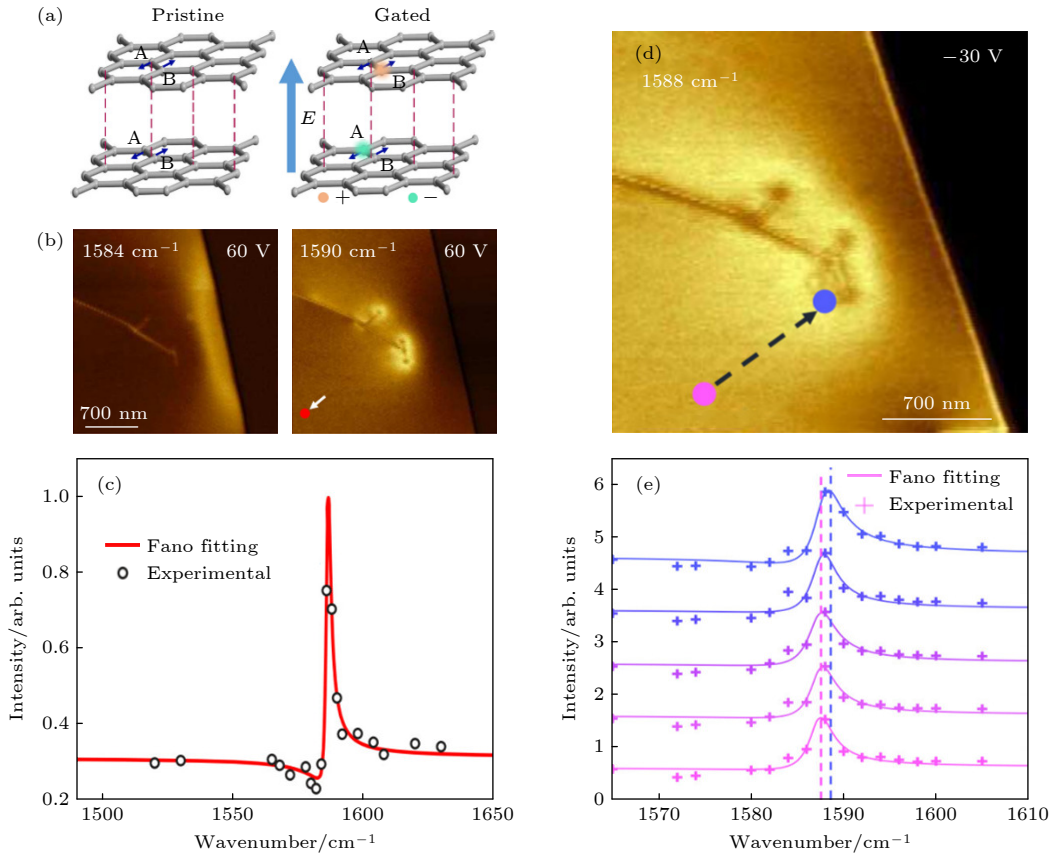 (a)
Pristine
Gated
A
B
A
B
E
A
B
A
B
+
−
(b)
1584 cm⁻¹
60 V
700 nm
1590 cm⁻¹
60 V
(c)
Fano fitting
Experimental
Intensity/arb. units
1.0
0.8
0.6
0.4
0.2
1500
1550
1600
1650
Wavenumber/cm⁻¹
(d)
1588 cm⁻¹
−30 V
700 nm
(e)
Fano fitting
Experimental
Intensity/arb. units
6
5
4
3
2
1
0
1570
1580
1590
1600
1610
Wavenumber/cm⁻¹